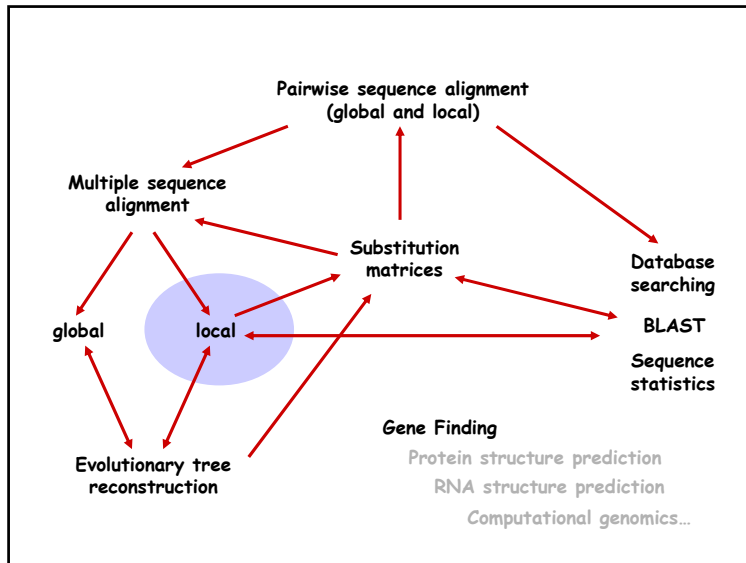 Pairwise sequence alignment
(global and local)
Multiple sequence
alignment
Substitution
matrices
Database
searching
global
local
BLAST
Sequence
statistics
Gene Finding
Evolutionary tree
reconstruction
Protein structure prediction
RNA structure prediction
Computational genomics…